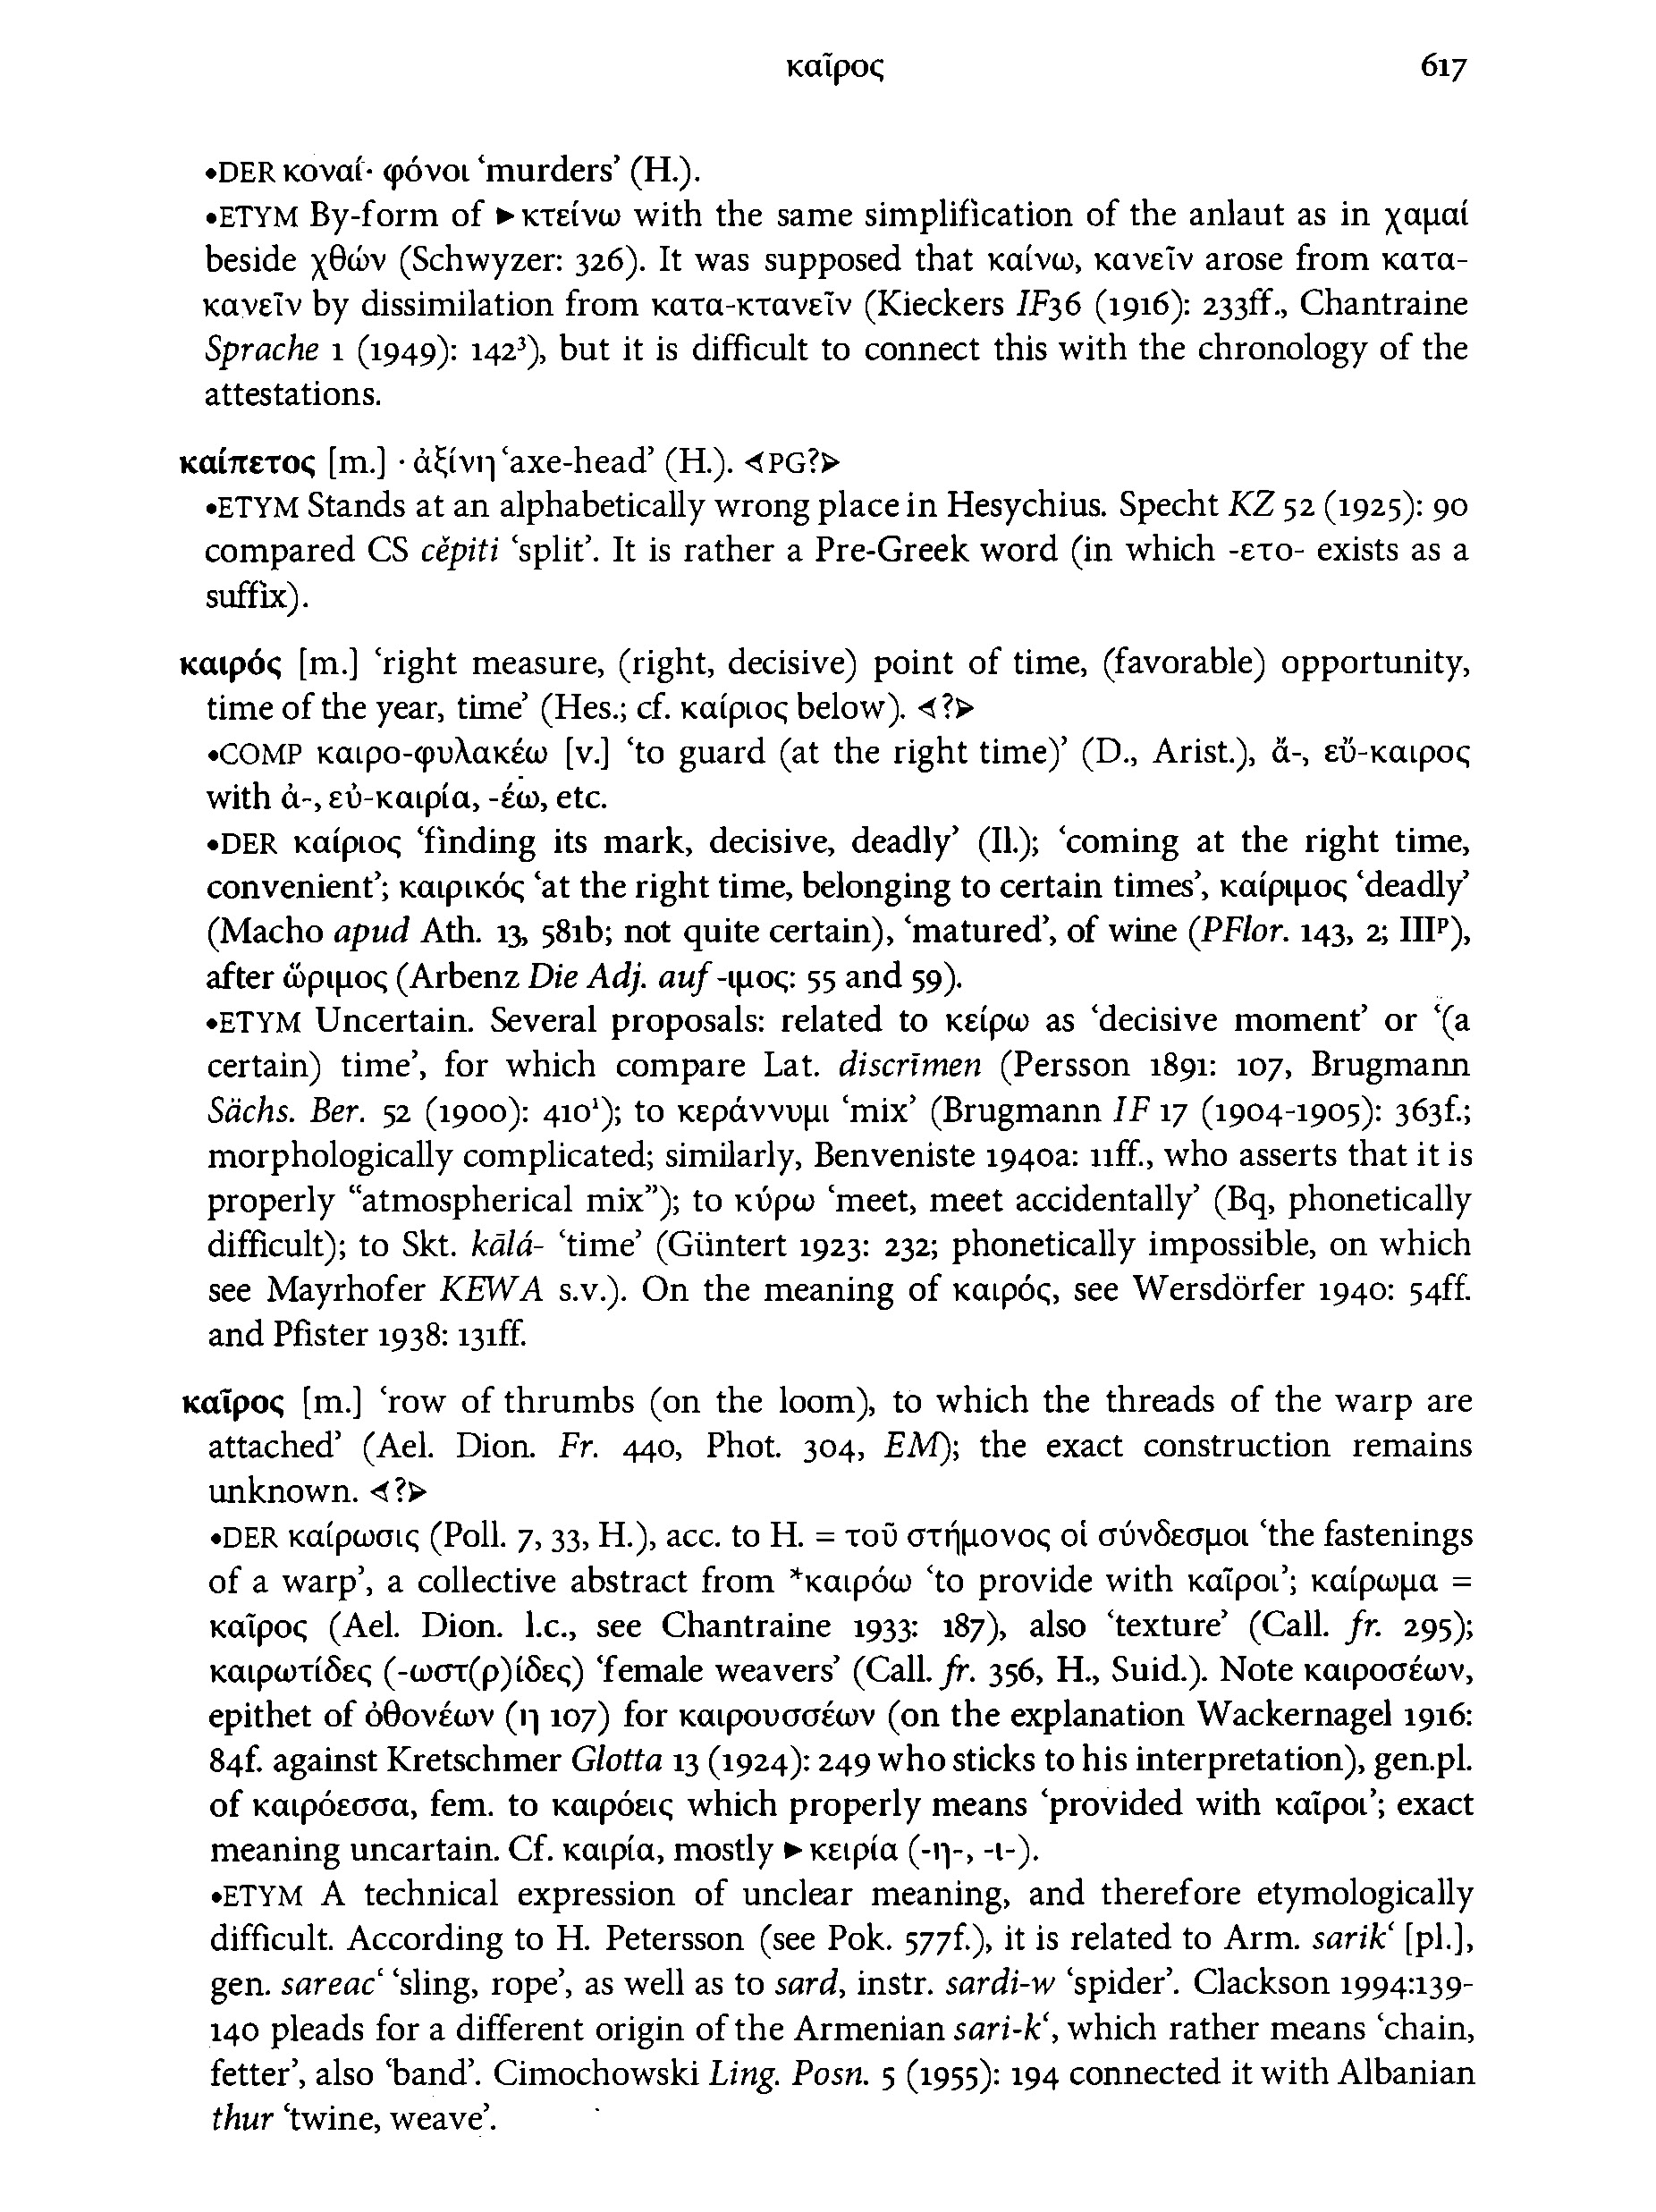 καῖρος 617
•DER κοναί· φόνοι ‘murders’ (H.).
•ETYM By-form of ►κτείνω with the same simplification of the anlaut as in χαμαί
beside χθών (Schwyzer: 326). It was supposed that καίνω, κανεῖν arose from κατα-
κανεῖν by dissimilation from κατα-κτανεῖν (Kieckers IF36 (1916): 233ff., Chantraine
Sprache 1 (1949): 142³), but it is difficult to connect this with the chronology of the
attestations.
καίπετος [m.] · ἀξίνη ‘axe-head’ (H.). ⊲PG?⊳
•ETYM Stands at an alphabetically wrong place in Hesychius. Specht KZ 52 (1925): 90
compared CS cěpiti ‘split’. It is rather a Pre-Greek word (in which -ετο- exists as a
suffix).
καιρός [m.] ‘right measure, (right, decisive) point of time, (favorable) opportunity,
time of the year, time’ (Hes.; cf. καίριος below). ⊲?⊳
•COMP καιρο-φυλακέω [v.] ‘to guard (at the right time)’ (D., Arist.), ἄ-, εὔ-καιρος
with ἀ-, εὐ-καιρία, -έω, etc.
•DER καίριος ‘finding its mark, decisive, deadly’ (Il.); ‘coming at the right time,
convenient’; καιρικός ‘at the right time, belonging to certain times’, καίριμος ‘deadly’
(Macho apud Ath. 13, 581b; not quite certain), ‘matured’, of wine (PFlor. 143, 2; IIIᵖ),
after ὥριμος (Arbenz Die Adj. auf -ιμος: 55 and 59).
•ETYM Uncertain. Several proposals: related to κείρω as ‘decisive moment’ or ‘(a
certain) time’, for which compare Lat. discrīmen (Persson 1891: 107, Brugmann
Sächs. Ber. 52 (1900): 410¹); to κεράννυμι ‘mix’ (Brugmann IF 17 (1904-1905): 363f.;
morphologically complicated; similarly, Benveniste 1940a: 11ff., who asserts that it is
properly “atmospherical mix”); to κύρω ‘meet, meet accidentally’ (Bq, phonetically
difficult); to Skt. kālá- ‘time’ (Güntert 1923: 232; phonetically impossible, on which
see Mayrhofer KEWA s.v.). On the meaning of καιρός, see Wersdörfer 1940: 54ff.
and Pfister 1938: 131ff.
καῖρος [m.] ‘row of thrumbs (on the loom), to which the threads of the warp are
attached’ (Ael. Dion. Fr. 440, Phot. 304, EM); the exact construction remains
unknown. ⊲?⊳
•DER καίρωσις (Poll. 7, 33, H.), acc. to H. = τοῦ στήμονος οἱ σύνδεσμοι ‘the fastenings
of a warp’, a collective abstract from *καιρόω ‘to provide with καῖροι’; καίρωμα =
καῖρος (Ael. Dion. l.c., see Chantraine 1933: 187), also ‘texture’ (Call. fr. 295);
καιρωτίδες (-ωστ(ρ)ίδες) ‘female weavers’ (Call. fr. 356, H., Suid.). Note καιροσέων,
epithet of ὀθονέων (η 107) for καιρουσσέων (on the explanation Wackernagel 1916:
84f. against Kretschmer Glotta 13 (1924): 249 who sticks to his interpretation), gen.pl.
of καιρόεσσα, fem. to καιρόεις which properly means ‘provided with καῖροι’; exact
meaning uncartain. Cf. καιρία, mostly ►κειρία (-η-, -ι-).
•ETYM A technical expression of unclear meaning, and therefore etymologically
difficult. According to H. Petersson (see Pok. 577f.), it is related to Arm. sarik‘ [pl.],
gen. sareac‘ ‘sling, rope’, as well as to sard, instr. sardi-w ‘spider’. Clackson 1994:139-
140 pleads for a different origin of the Armenian sari-k‘, which rather means ‘chain,
fetter’, also ‘band’. Cimochowski Ling. Posn. 5 (1955): 194 connected it with Albanian
thur ‘twine, weave’.